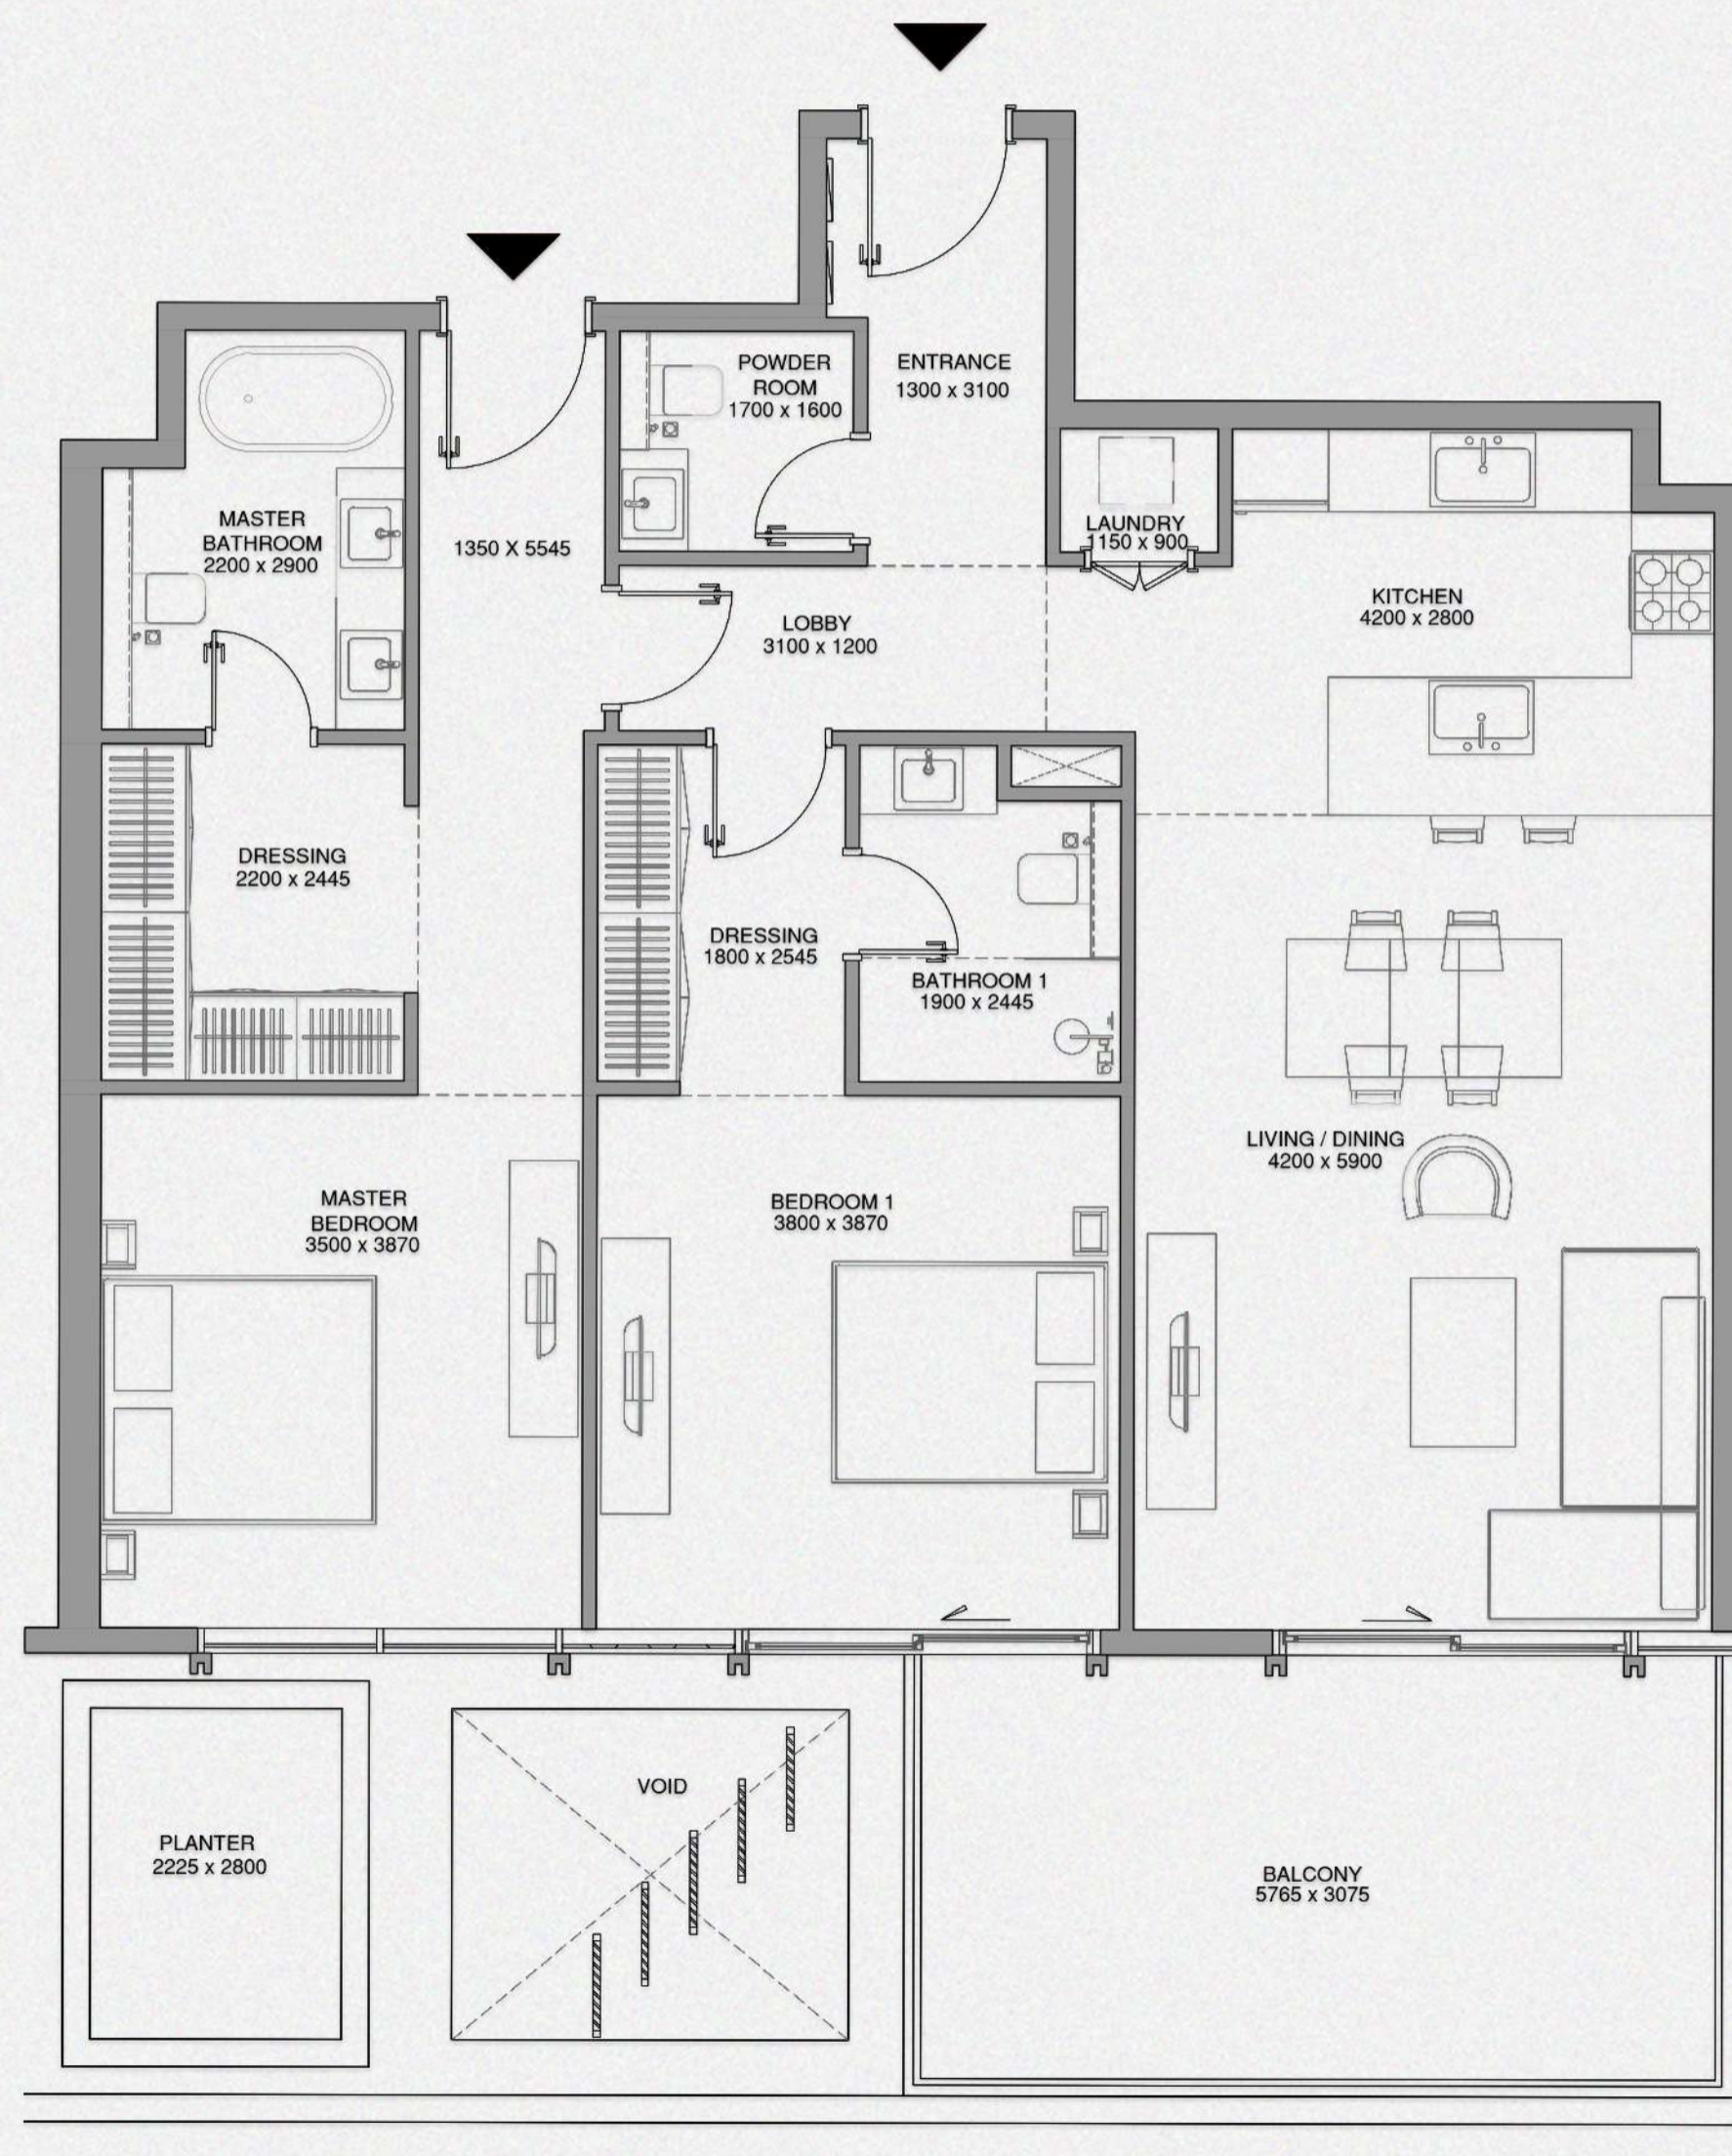 POWDER
ROOM
1700 x 1600
ENTRANCE
1300 x 3100
MASTER
BATHROOM
2200 x 2900
1350 X 5545
LAUNDRY
1150 x 900
KITCHEN
4200 x 2800
LOBBY
3100 x 1200
DRESSING
2200 x 2445
DRESSING
1800 x 2545
BATHROOM 1
1900 x 2445
LIVING / DINING
4200 x 5900
MASTER
BEDROOM
3500 x 3870
BEDROOM 1
3800 x 3870
VOID
PLANTER
2225 x 2800
BALCONY
5765 x 3075